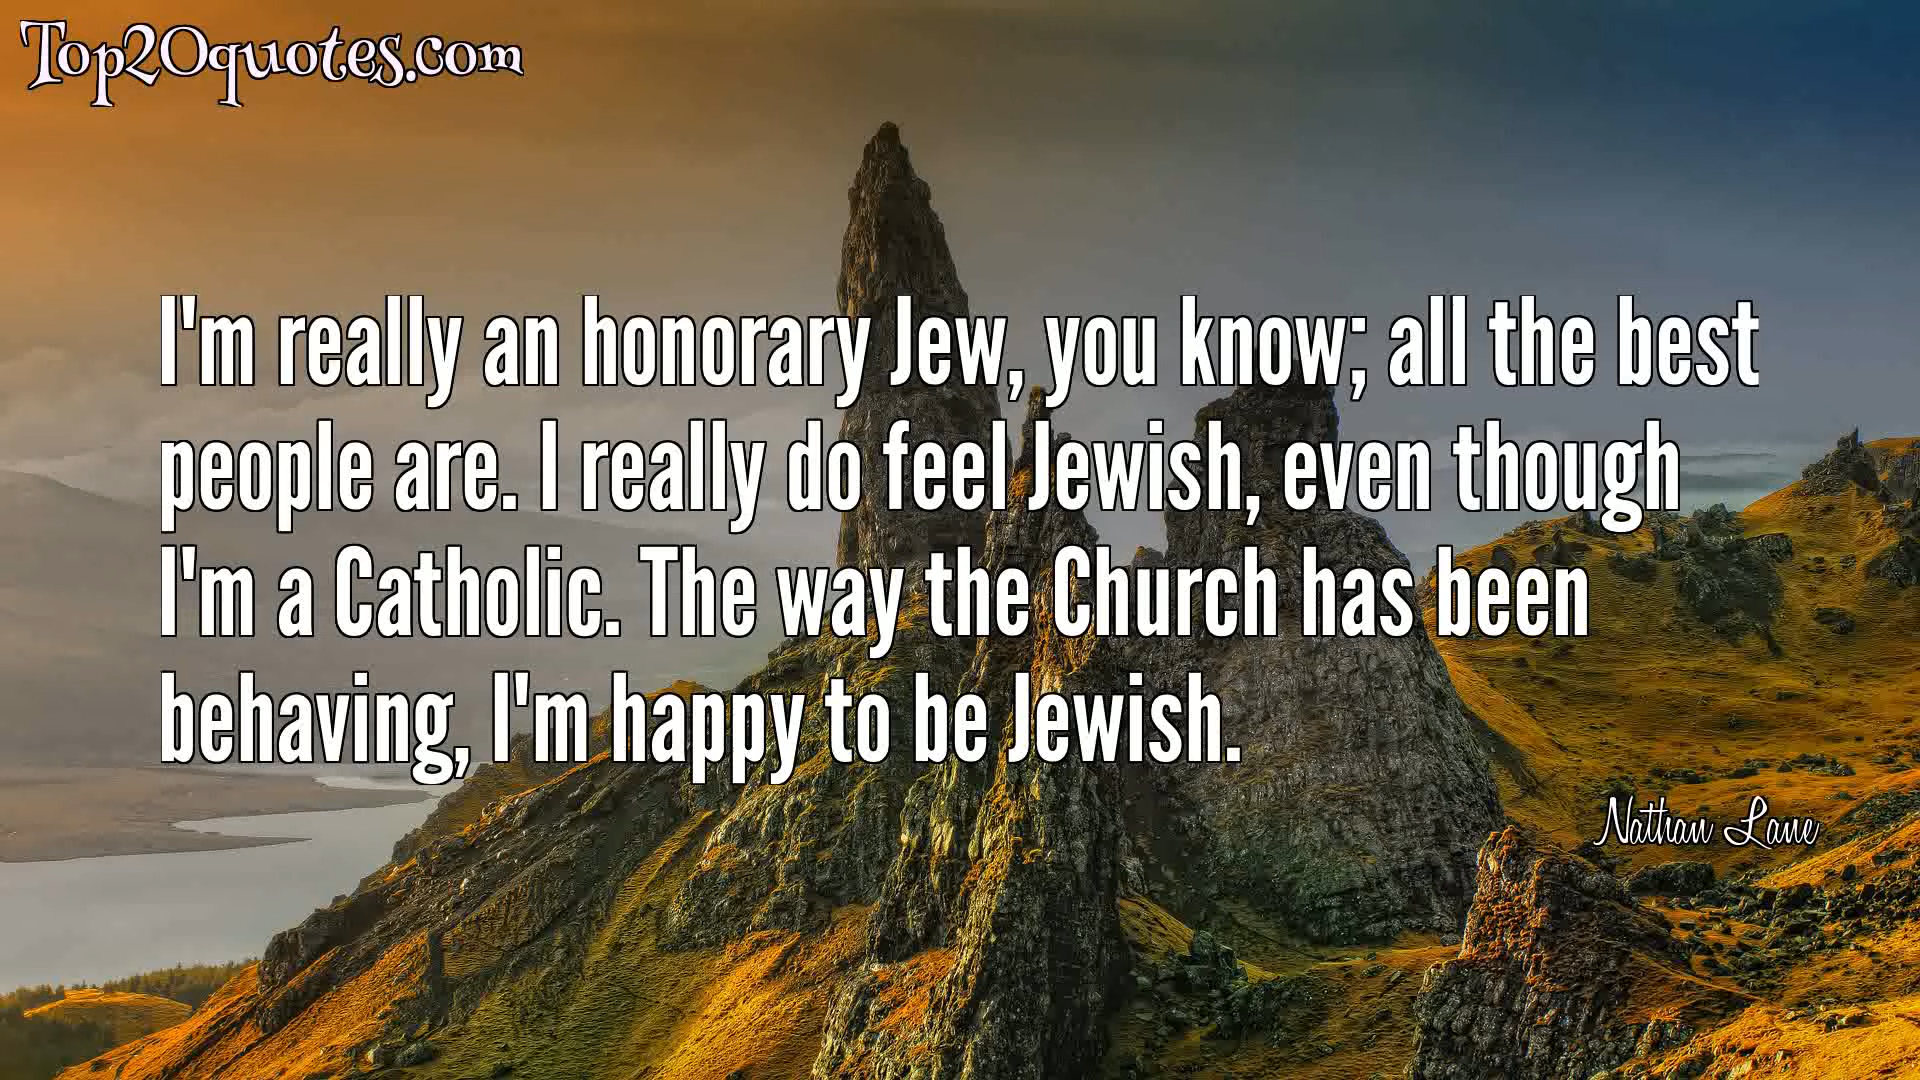 Top20quotes.com
I'm really an honorary Jew, you know; all the best
people are. I really do feel Jewish, even though
I'm a Catholic. The way the Church has been
behaving, I'm happy to be Jewish.
Nathan Lane